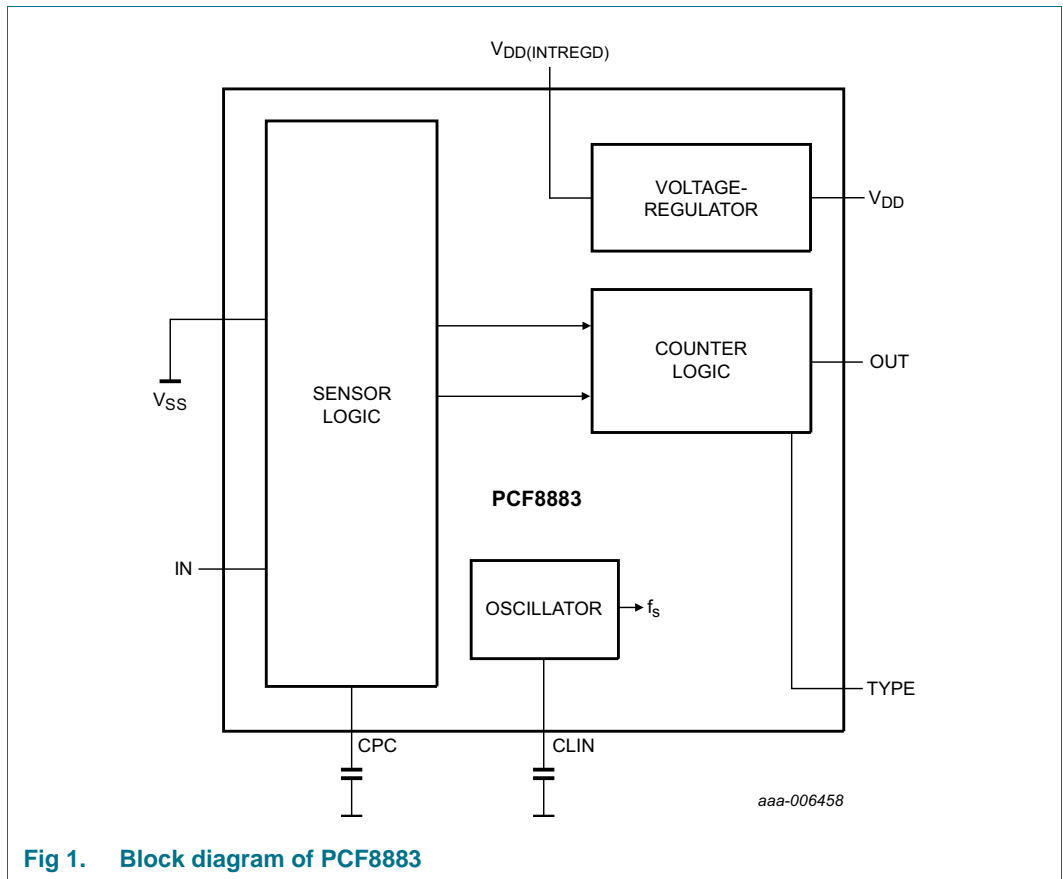 VDD(INTREGD)
VOLTAGE-
REGULATOR
VDD
COUNTER
LOGIC
OUT
SENSOR
LOGIC
VSS
PCF8883
IN
OSCILLATOR
fs
TYPE
CPC
CLIN
aaa-006458
Fig 1. Block diagram of PCF8883